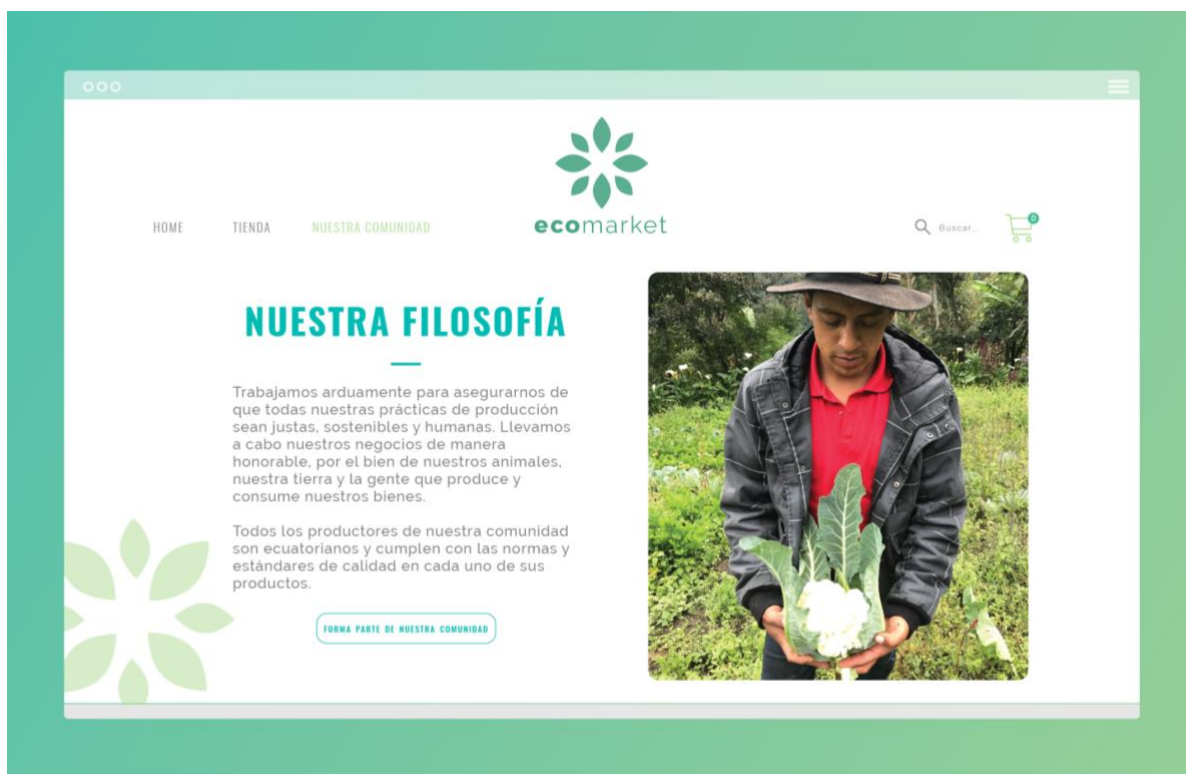 ecomarket
HOME
TIENDA
NUESTRA COMUNIDAD
Buscar...
0
NUESTRA FILOSOFÍA
Trabajamos arduamente para asegurarnos de
que todas nuestras prácticas de producción
sean justas, sostenibles y humanas. Llevamos
a cabo nuestros negocios de manera
honorable, por el bien de nuestros animales,
nuestra tierra y la gente que produce y
consume nuestros bienes.
Todos los productores de nuestra comunidad
son ecuatorianos y cumplen con las normas y
estándares de calidad en cada uno de sus
productos.
FORMA PARTE DE NUESTRA COMUNIDAD